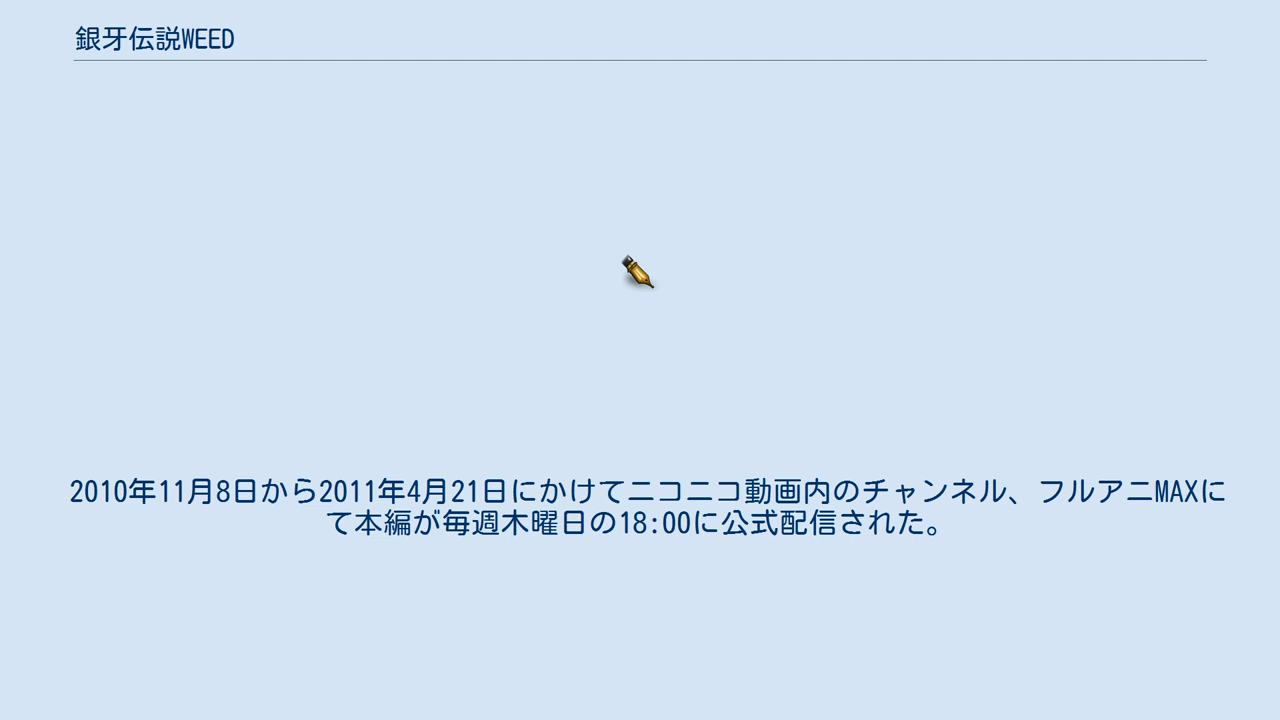 銀牙伝説WEED
2010年11月8日から2011年4月21日にかけてニコニコ動画内のチャンネル、フルアニMAXに
て本編が毎週木曜日の18:00に公式配信された。